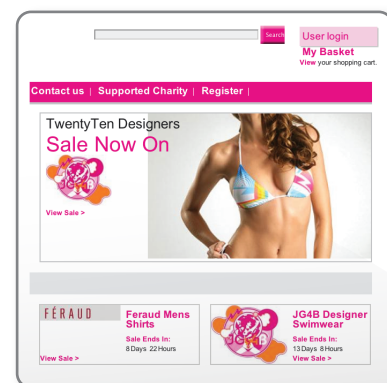 Search
User login
My Basket
View your shopping cart.
Contact us | Supported Charity | Register |
TwentyTen Designers
Sale Now On
JG4B
View Sale >
FÉRAUD
Feraud Mens
Shirts
Sale Ends In:
8 Days 22 Hours
View Sale >
JG4B
JG4B Designer
Swimwear
Sale Ends In:
13 Days 8 Hours
View Sale >